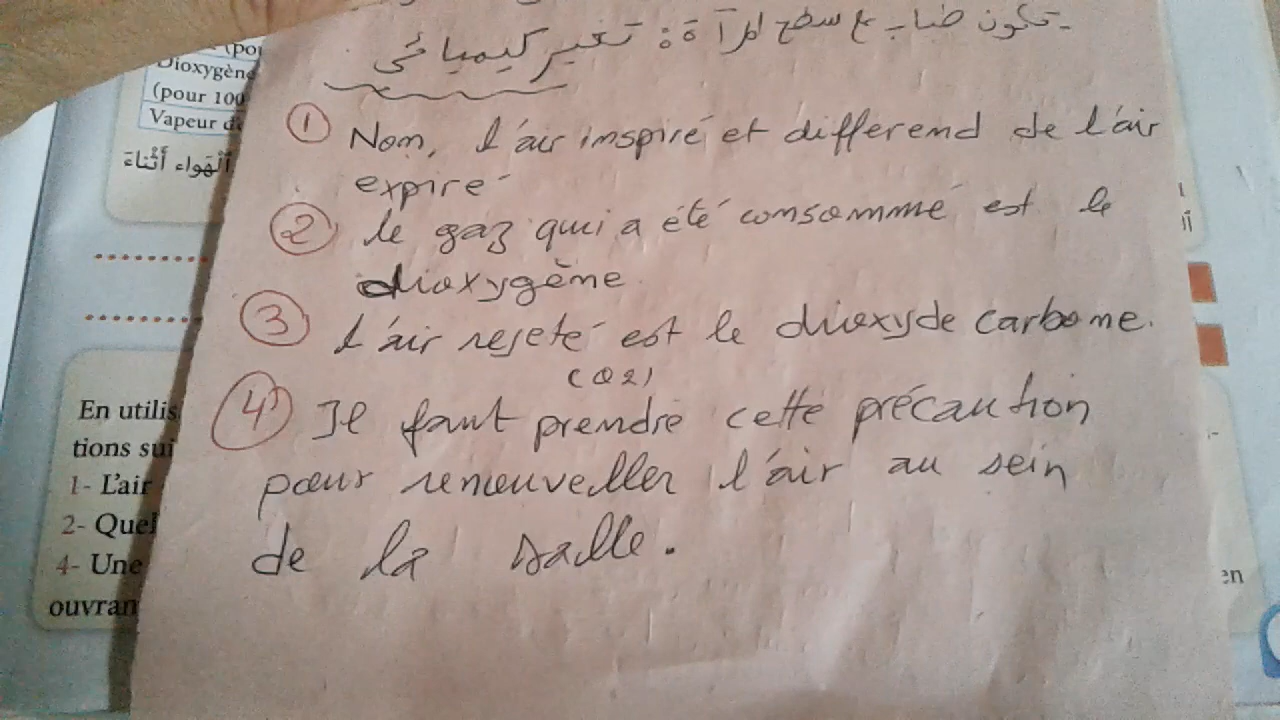 - تكون ضباب ع سطح المرآة: تغير كيميائي
① Non, l'air inspiré et differend de l'air
expiré
② le gaz qui a été consommé est le
dioxygène
③ l'air rejeté est le dioxyde carbone.
(O2)
④ Il faut prendre cette précaution
pour renouveller l'air au sein
de la salle.
Dioxygène
(pour 100
Vapeur d
الهواء أثناء
En utilis
tions sui
1- L'air
2- Quel
4- Une
ouvran
en